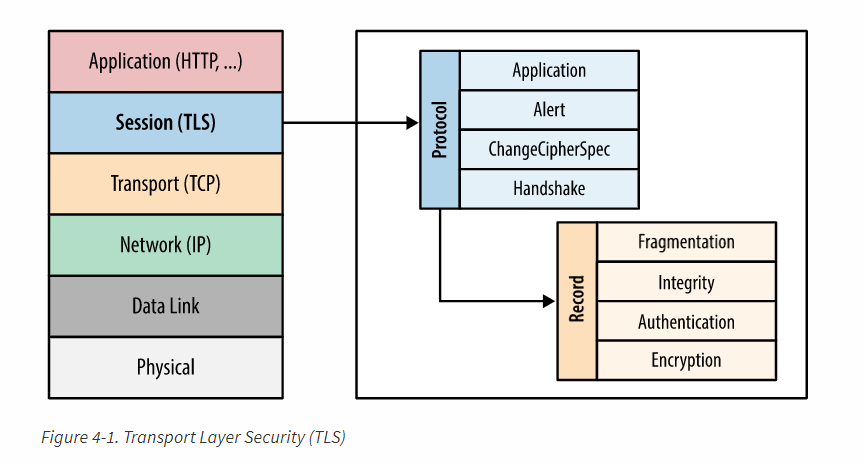 Application (HTTP, ...)
Session (TLS)
Transport (TCP)
Network (IP)
Data Link
Physical
Protocol
Application
Alert
ChangeCipherSpec
Handshake
Record
Fragmentation
Integrity
Authentication
Encryption
Figure 4-1. Transport Layer Security (TLS)